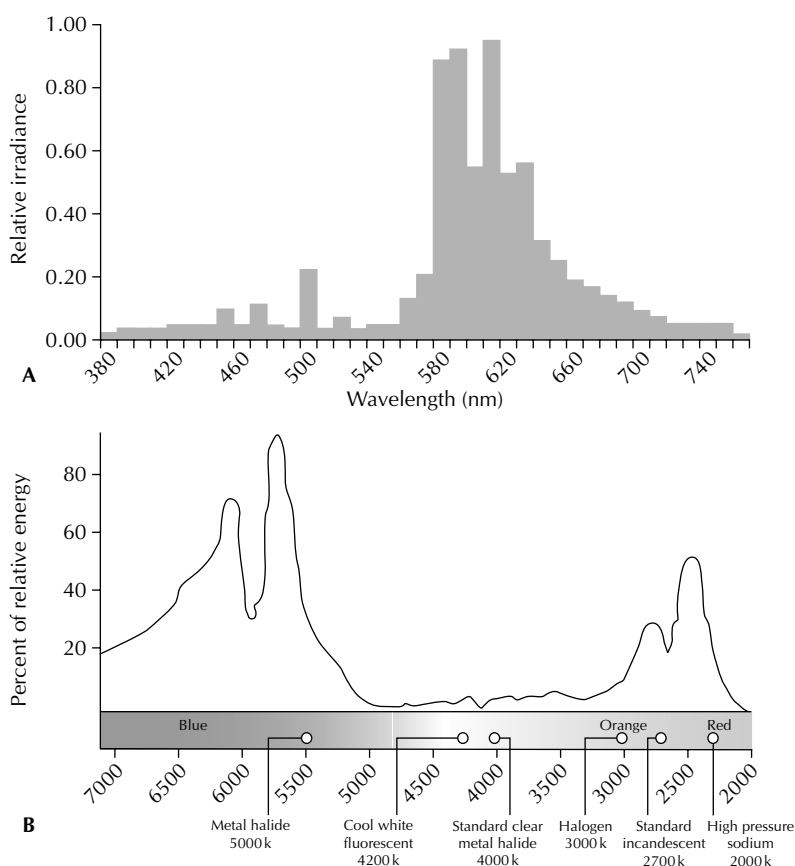 1.00
0.80
0.60
0.40
0.20
0.00
Relative irradiance
380 420 460 500 540 580 620 660 700 740
A
Wavelength (nm)
80
60
40
20
Percent of relative energy
Blue Orange Red
7000 6500 6000 5500 5000 4500 4000 3500 3000 2500 2000
B
Metal halide
5000 k
Cool white
fluorescent
4200 k
Standard clear
metal halide
4000 k
Halogen
3000 k
Standard
incandescent
2700 k
High pressure
sodium
2000 k